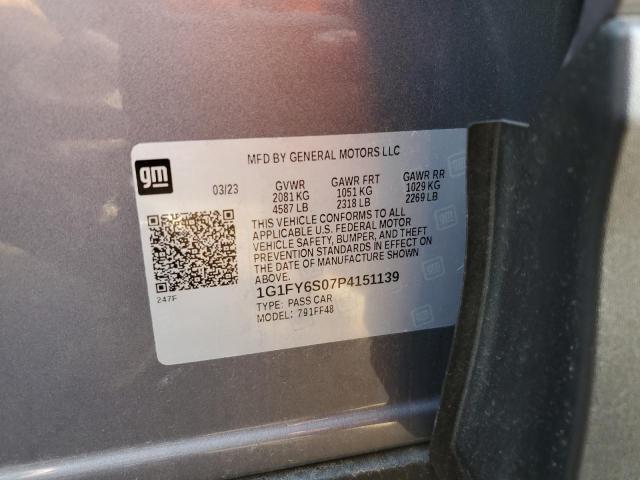 MFD BY GENERAL MOTORS LLC
gm
03/23
GVWR GAWR FRT GAWR RR
2081 KG 1051 KG 1029 KG
4587 LB 2318 LB 2269 LB
THIS VEHICLE CONFORMS TO ALL
APPLICABLE U.S. FEDERAL MOTOR
VEHICLE SAFETY, BUMPER, AND THEFT
PREVENTION STANDARDS IN EFFECT ON
THE DATE OF MANUFACTURE SHOWN
ABOVE.
247F
1G1FY6S07P4151139
TYPE: PASS CAR
MODEL: 791FF48